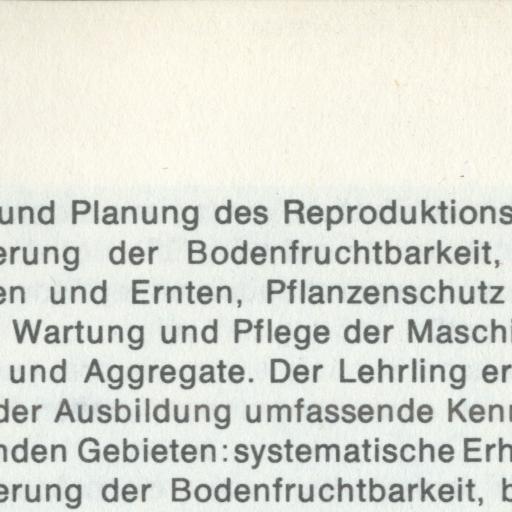 und Planung des Reproduktions
erung der Bodenfruchtbarkeit,
en und Ernten, Pflanzenschutz
Wartung und Pflege der Maschi
und Aggregate. Der Lehrling er
der Ausbildung umfassende Kenn
nden Gebieten: systematische Erh
erung der Bodenfruchtbarkeit, b